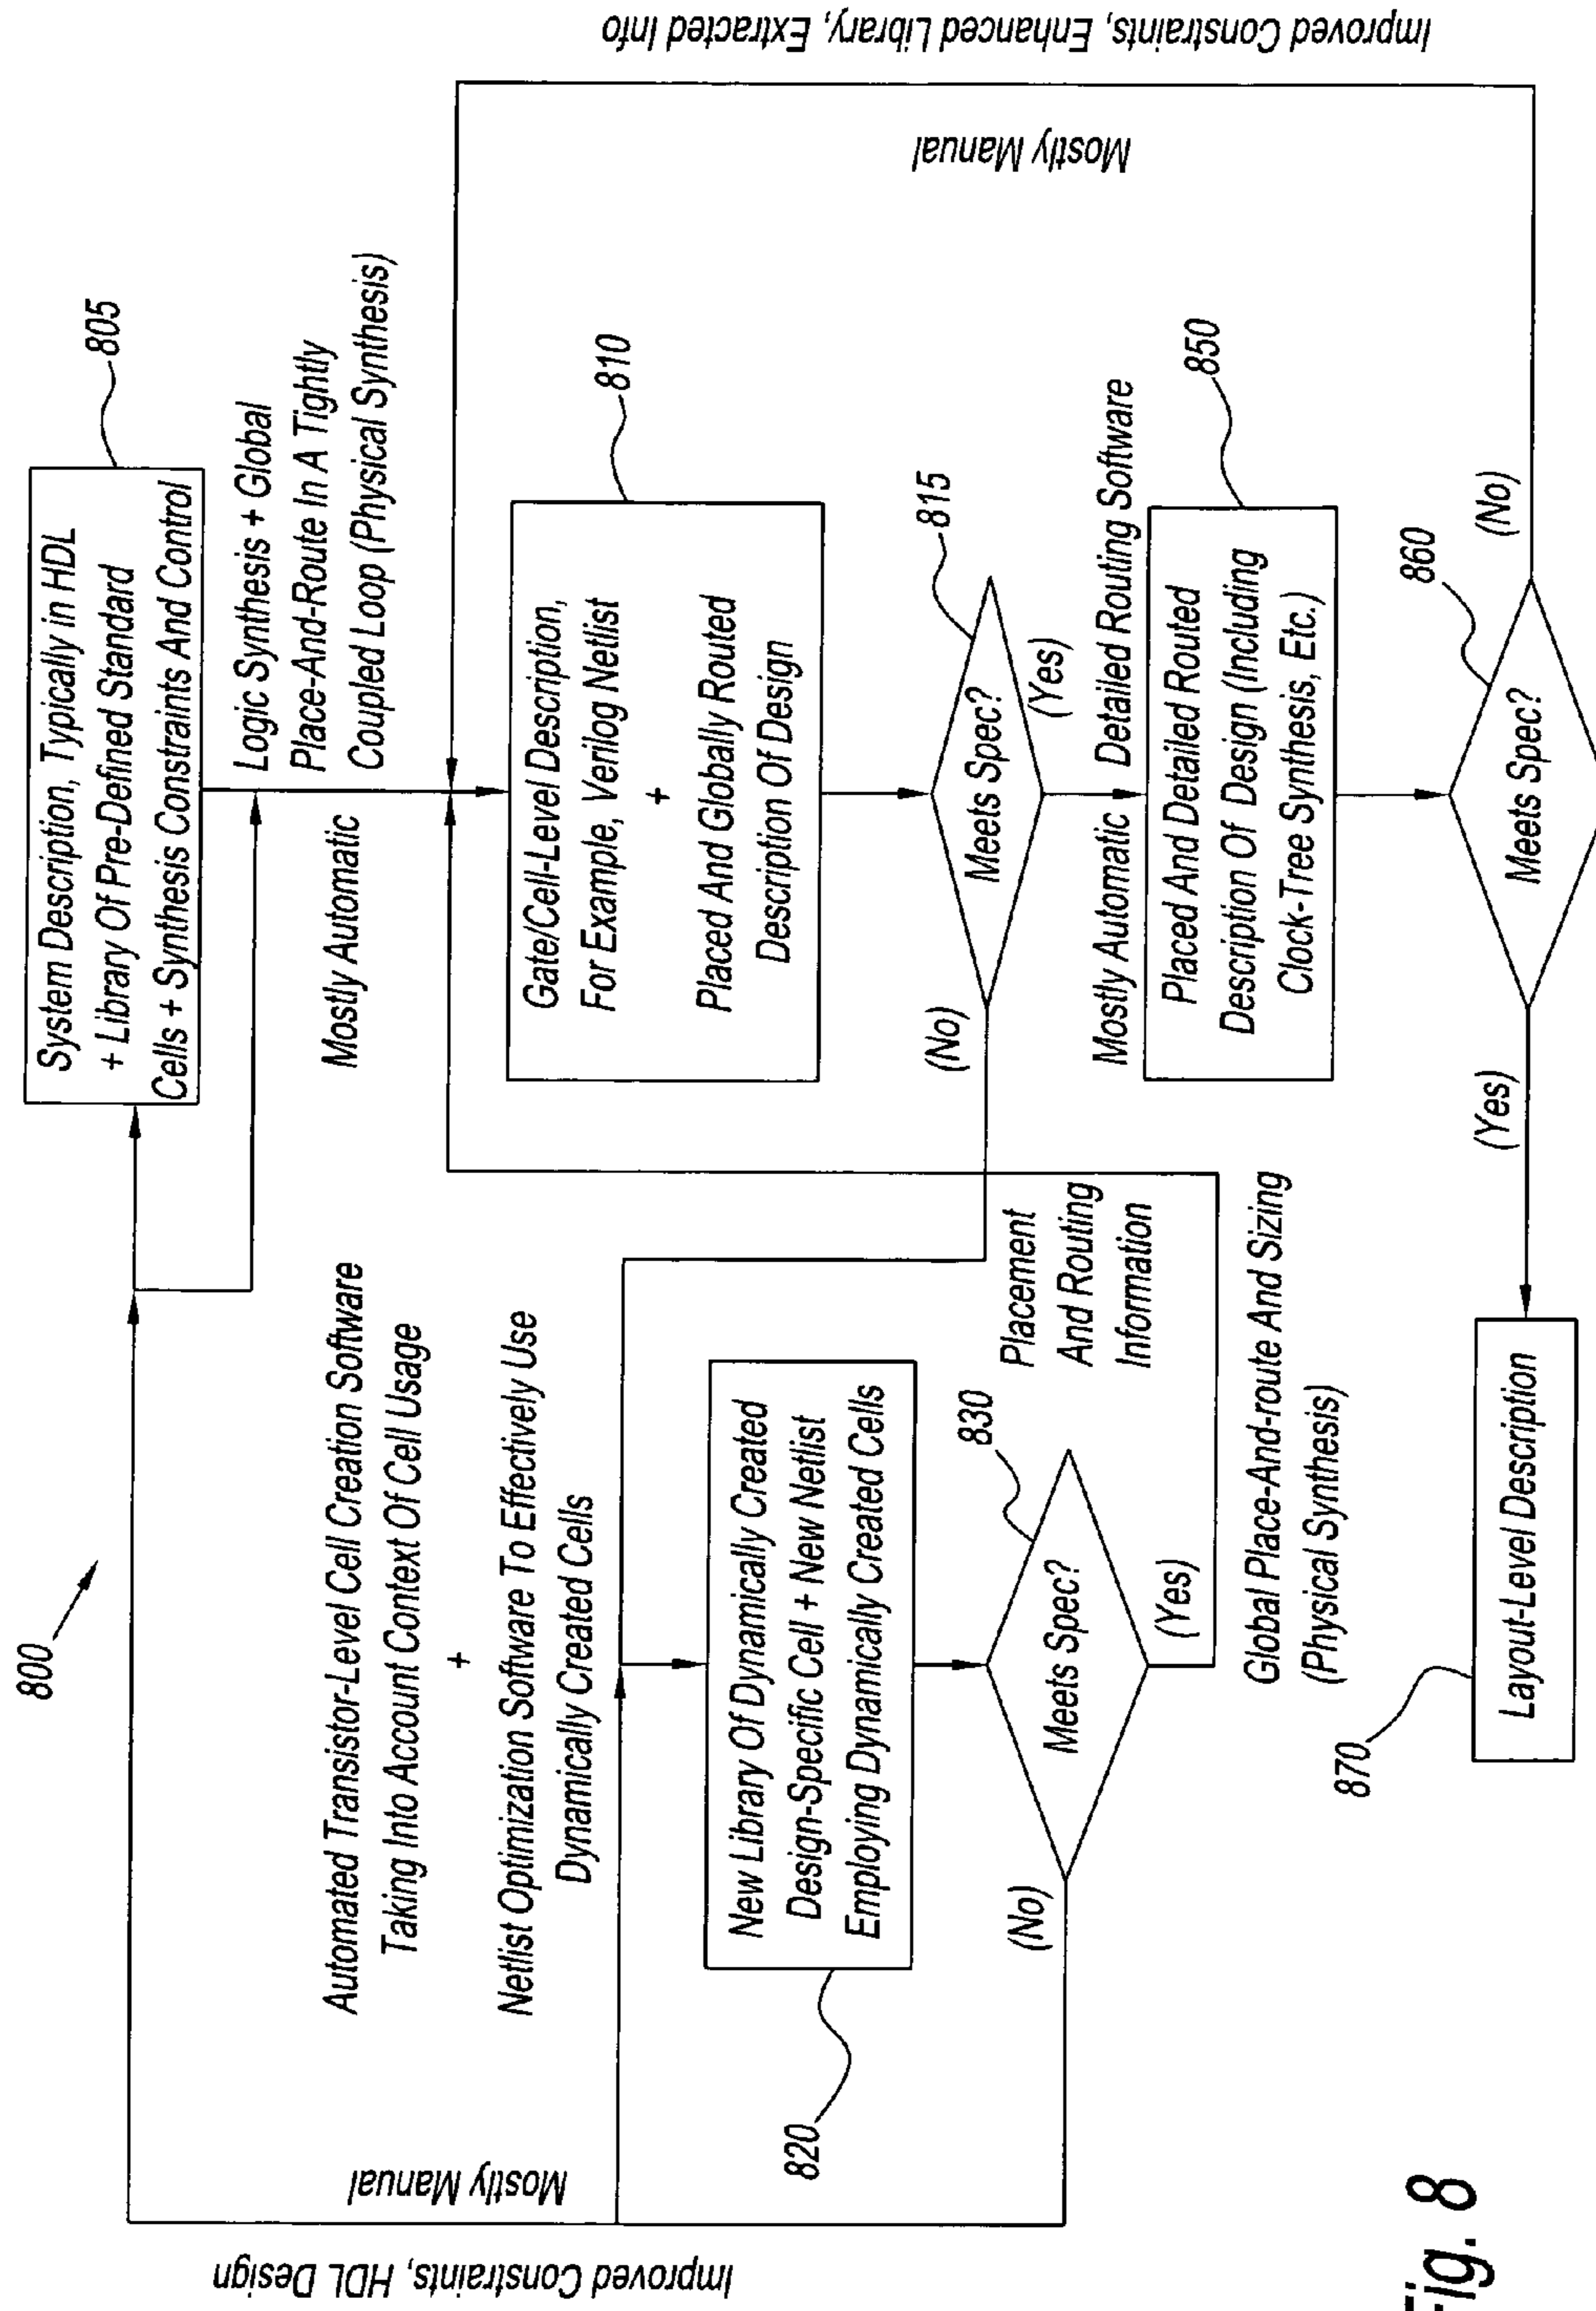 800
System Description, Typically in HDL
+ Library Of Pre-Defined Standard
Cells + Synthesis Constraints And Control
805
Logic Synthesis + Global
Place-And-Route In A Tightly
Coupled Loop (Physical Synthesis)
Mostly Automatic
Improved Constraints, Enhanced Library, Extracted Info
Mostly Manual
Improved Constraints, HDL Design
Mostly Manual
Automated Transistor-Level Cell Creation Software
Taking Into Account Context Of Cell Usage
+
Netlist Optimization Software To Effectively Use
Dynamically Created Cells
Gate/Cell-Level Description,
For Example, Verilog Netlist
+
Placed And Globally Routed
Description Of Design
810
New Library Of Dynamically Created
Design-Specific Cell + New Netlist
Employing Dynamically Created Cells
820
Meets Spec?
815
(No)
(Yes)
Placement
And Routing
Information
Meets Spec?
830
(No)
(Yes)
Mostly Automatic
Detailed Routing Software
Placed And Detailed Routed
Description Of Design (Including
Clock-Tree Synthesis, Etc.)
850
Global Place-And-route And Sizing
(Physical Synthesis)
Meets Spec?
860
(No)
(Yes)
Layout-Level Description
870
Fig. 8